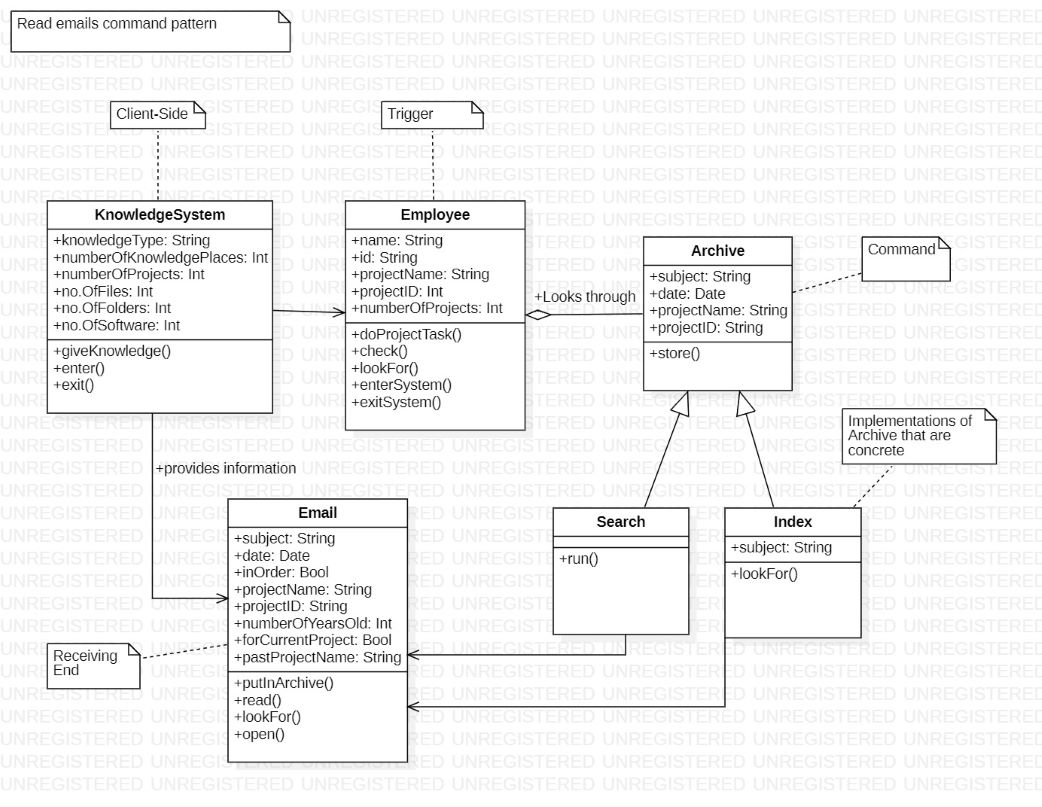 Read emails command pattern
Client-Side
Trigger
KnowledgeSystem
+knowledgeType: String
+numberOfKnowledgePlaces: Int
+numberOfProjects: Int
+no.OfFiles: Int
+no.OfFolders: Int
+no.OfSoftware: Int
+giveKnowledge()
+enter()
+exit()
Employee
+name: String
+id: String
+projectName: String
+projectID: Int
+numberOfProjects: Int
+doProjectTask()
+check()
+lookFor()
+enterSystem()
+exitSystem()
+Looks through
Archive
+subject: String
+date: Date
+projectName: String
+projectID: String
+store()
Command
Implementations of
Archive that are
concrete
+provides information
Email
+subject: String
+date: Date
+inOrder: Bool
+projectName: String
+projectID: String
+numberOfYearsOld: Int
+forCurrentProject: Bool
+pastProjectName: String
+putInArchive()
+read()
+lookFor()
+open()
Receiving
End
Search
+run()
Index
+subject: String
+lookFor()
UNREGISTERED UNREGISTERED UNREGISTERED UNREGISTERED UNREGISTERED UNREGISTERED UNREGISTERED